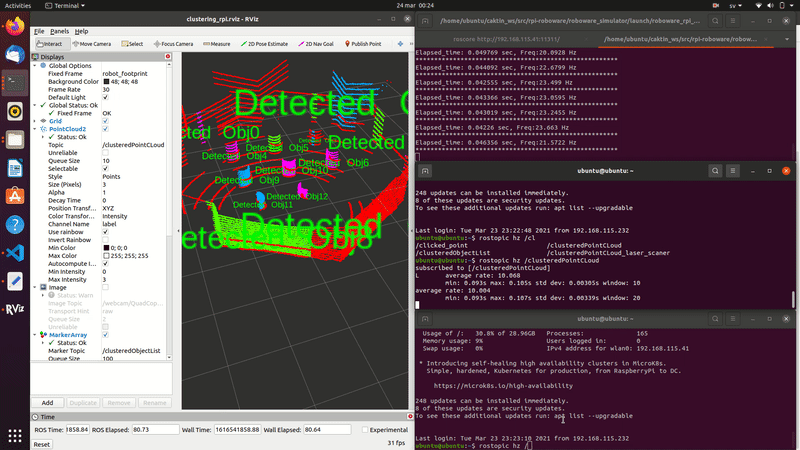 Activities
Terminal
24 mar 00:24
sv
clustering_rpi.rviz - RViz
File Panels Help
Interact Move Camera Select Focus Camera Measure 2D Pose Estimate 2D Nav Goal Publish Point
Displays
Global Options
Fixed Frame robot_footprint
Background Color 48; 48; 48
Frame Rate 30
Default Light
Global Status: Ok
Fixed Frame OK
Grid
PointCloud2
Status: Ok
Topic /clusteredPointCLoud
Unreliable
Queue Size 10
Selectable
Style Points
Size (Pixels) 3
Alpha 1
Decay Time 0
Position Transf... XYZ
Color Transfor... Intensity
Channel Name label
Use rainbow
Invert Rainbow
Min Color 0; 0; 0
Max Color 255; 255; 255
Autocompute I...
Min Intensity 0
Max Intensity 3
Image
Status: Warn
Image Topic /webcam/QuadCop...
Transport Hint raw
Queue Size 2
Unreliable
MarkerArray
Status: Ok
Marker Topic /clusteredObjectList
Queue Size 100
Add Duplicate Remove Rename
Detected
Obj0
Detected Obj5
Detected Obj4
Detected
Detected Obj6
Detected Obj10
Detected Obj9
Detected Obj12
Detected Obj11
Detected
Time
ROS Time: 1858.84 ROS Elapsed: 80.73 Wall Time: 1616541858.88 Wall Elapsed: 80.64 Experimental
Reset
31 fps
/home/ubuntu/caktin_ws/src/rpi-roboware/roboware_simulator/launch/roboware_rpi_...
roscore http://192.168.115.41:11311/
/home/ubuntu/caktin_ws/src/rpi-roboware/robow...
Elapsed_time: 0.049769 sec, Freq:20.0928 Hz
Elapsed_time: 0.044092 sec, Freq:22.6799 Hz
Elapsed_time: 0.042555 sec, Freq:23.499 Hz
Elapsed_time: 0.043366 sec, Freq:23.0595 Hz
Elapsed_time: 0.04301​9 sec, Freq:23.2455 Hz
Elapsed_time: 0.04226 sec, Freq:23.663 Hz
Elapsed_time: 0.046356 sec, Freq:21.5722 Hz
ubuntu@ubuntu: ~
248 updates can be installed immediately.
8 of these updates are security updates.
To see these additional updates run: apt list --upgradable
Last login: Tue Mar 23 23:22:48 2021 from 192.168.115.232
ubuntu@ubuntu:~$ rostopic hz /cl
/clicked_point /clusteredPointCLoud
/clusteredObjectList /clusteredPointCLoud_laser_scaner
ubuntu@ubuntu:~$ rostopic hz /clusteredPointCLoud
subscribed to [/clusteredPointCLoud]
L average rate: 10.068
min: 0.093s max: 0.105s std dev: 0.00305s window: 10
average rate: 10.004
min: 0.093s max: 0.107s std dev: 0.00339s window: 20
ubuntu@ubuntu: ~
Usage of /: 30.8% of 28.96GB Processes: 165
Memory usage: 9% Users logged in: 0
Swap usage: 0% IPv4 address for wlan0: 192.168.115.41
* Introducing self-healing high availability clusters in MicroK8s.
Simple, hardened, Kubernetes for production, from RaspberryPi to DC.
https://microk8s.io/high-availability
248 updates can be installed immediately.
8 of these updates are security updates.
To see these additional updates run: apt list --upgradable
Last login: Tue Mar 23 23:23:10 2021 from 192.168.115.232
ubuntu@ubuntu:~$ rostopic hz /